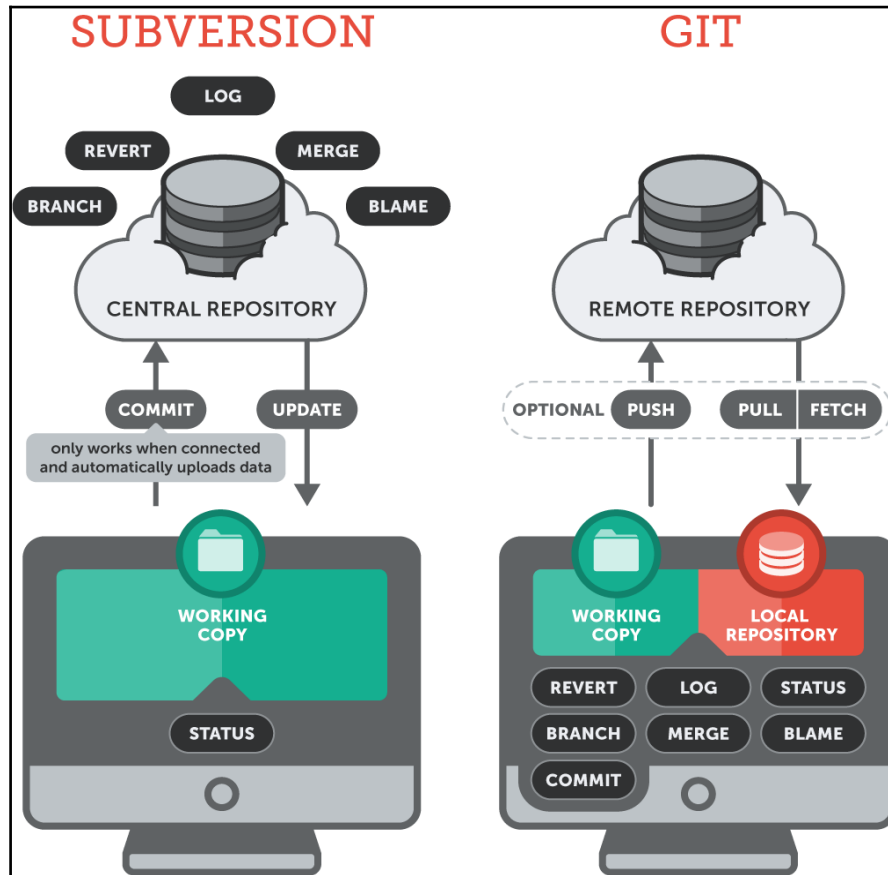 SUBVERSION
LOG
REVERT
MERGE
BRANCH
BLAME
CENTRAL REPOSITORY
COMMIT
UPDATE
only works when connected
and automatically uploads data
WORKING
COPY
STATUS
GIT
REMOTE REPOSITORY
OPTIONAL
PUSH
PULL
FETCH
WORKING
COPY
LOCAL
REPOSITORY
REVERT
LOG
STATUS
BRANCH
MERGE
BLAME
COMMIT